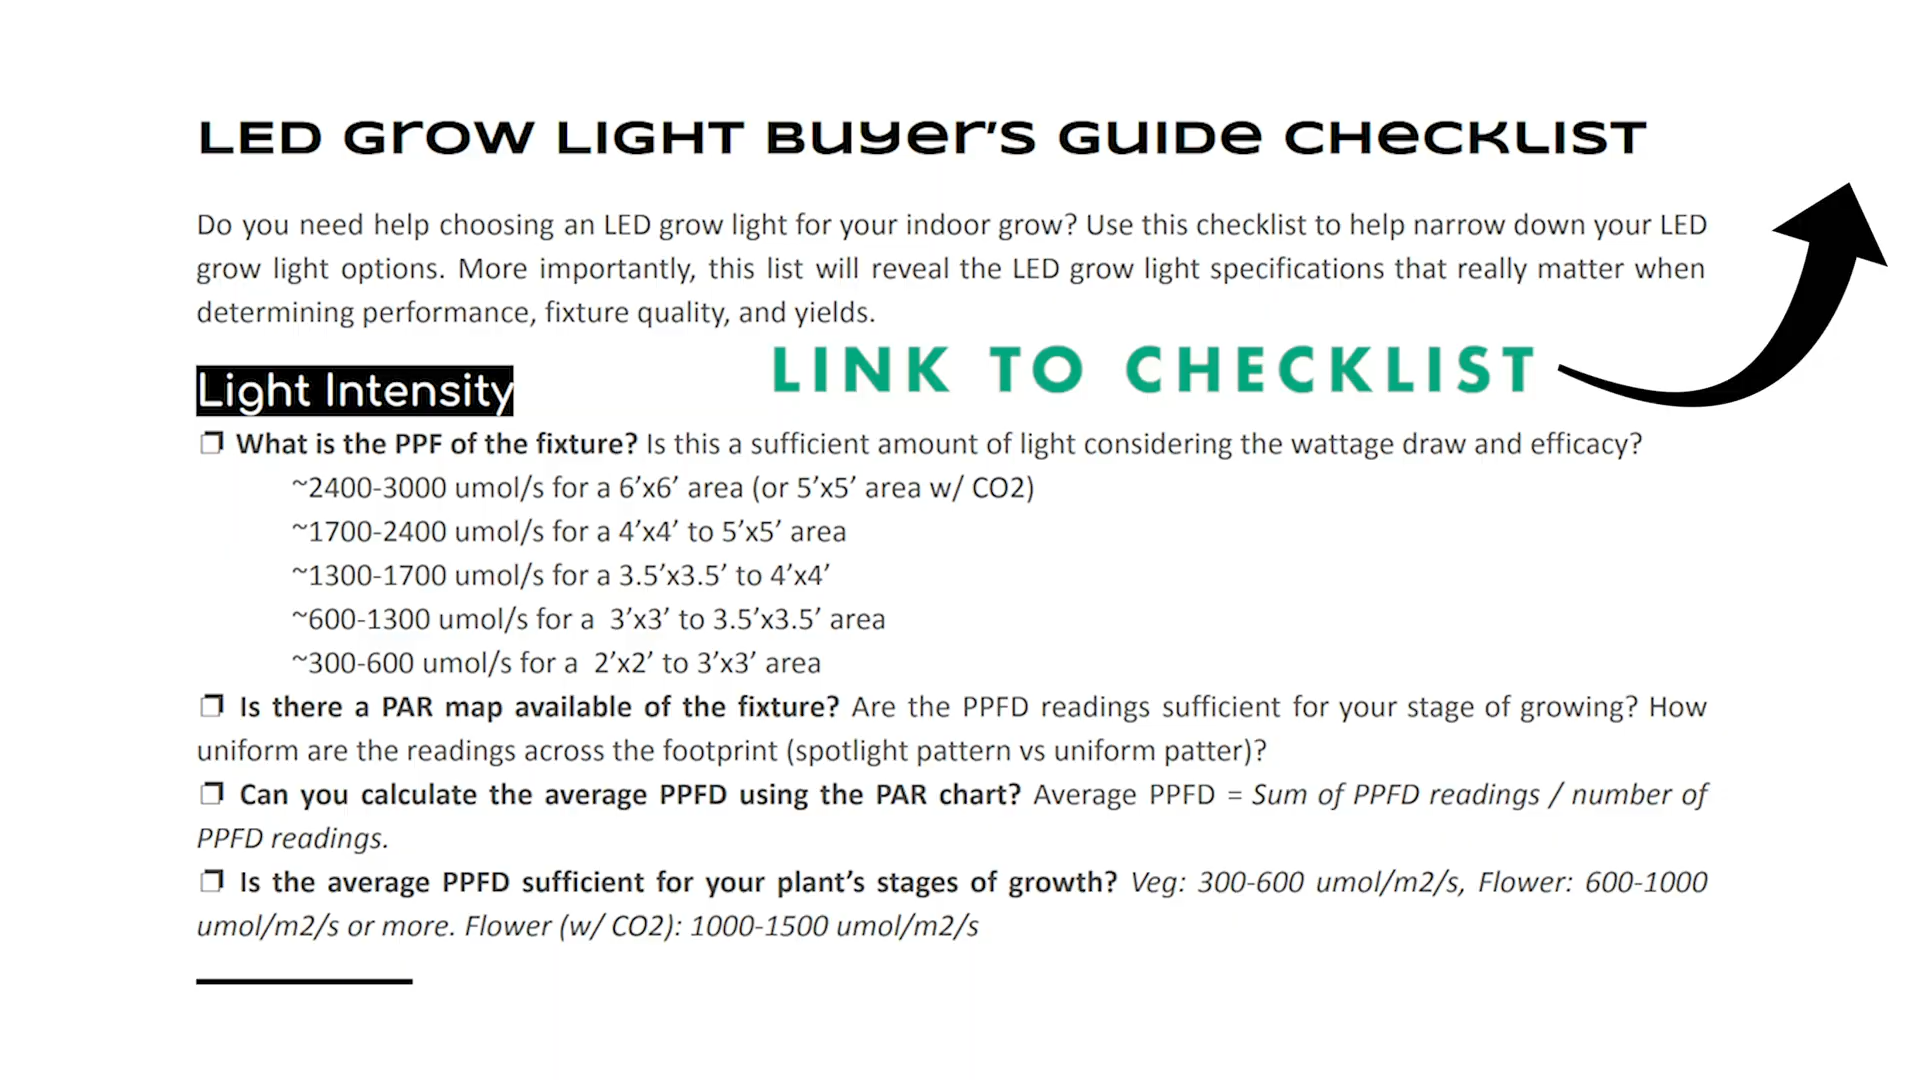 LED Grow Light Buyer's Guide Checklist
Do you need help choosing an LED grow light for your indoor grow? Use this checklist to help narrow down your LED
grow light options. More importantly, this list will reveal the LED grow light specifications that really matter when
determining performance, fixture quality, and yields.
LINK TO CHECKLIST
Light Intensity
❒ What is the PPF of the fixture? Is this a sufficient amount of light considering the wattage draw and efficacy?
~2400-3000 umol/s for a 6’x6’ area (or 5’x5’ area w/ CO2)
~1700-2400 umol/s for a 4’x4’ to 5’x5’ area
~1300-1700 umol/s for a 3.5’x3.5’ to 4’x4’
~600-1300 umol/s for a 3’x3’ to 3.5’x3.5’ area
~300-600 umol/s for a 2’x2’ to 3’x3’ area
❒ Is there a PAR map available of the fixture? Are the PPFD readings sufficient for your stage of growing? How
uniform are the readings across the footprint (spotlight pattern vs uniform patter)?
❒ Can you calculate the average PPFD using the PAR chart? Average PPFD = Sum of PPFD readings / number of
PPFD readings.
❒ Is the average PPFD sufficient for your plant’s stages of growth? Veg: 300-600 umol/m2/s, Flower: 600-1000
umol/m2/s or more. Flower (w/ CO2): 1000-1500 umol/m2/s